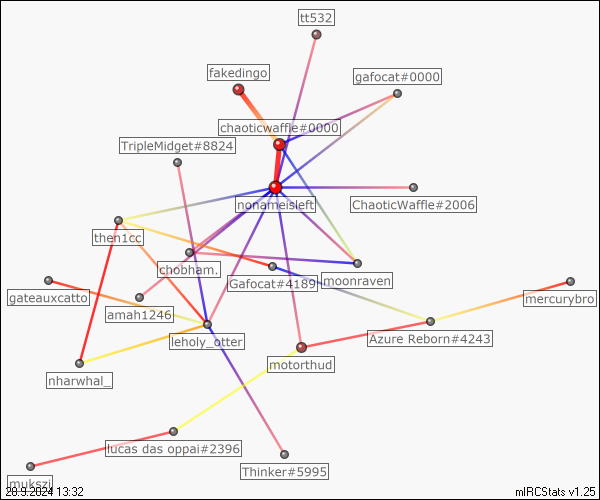 tt532
fakedingo
gafocat#0000
chaoticwaffle#0000
TripleMidget#8824
nonameisleft
ChaoticWaffle#2006
then1cc
chobham.
Gafocat#4189
moonraven
gateauxcatto
amah1246
mercurybro
leholy_otter
Azure Reborn#4243
motorthud
nharwhal_
lucas das oppai#2396
Thinker#5995
mukszi
20.9.2024 13:32
mIRCStats v1.25